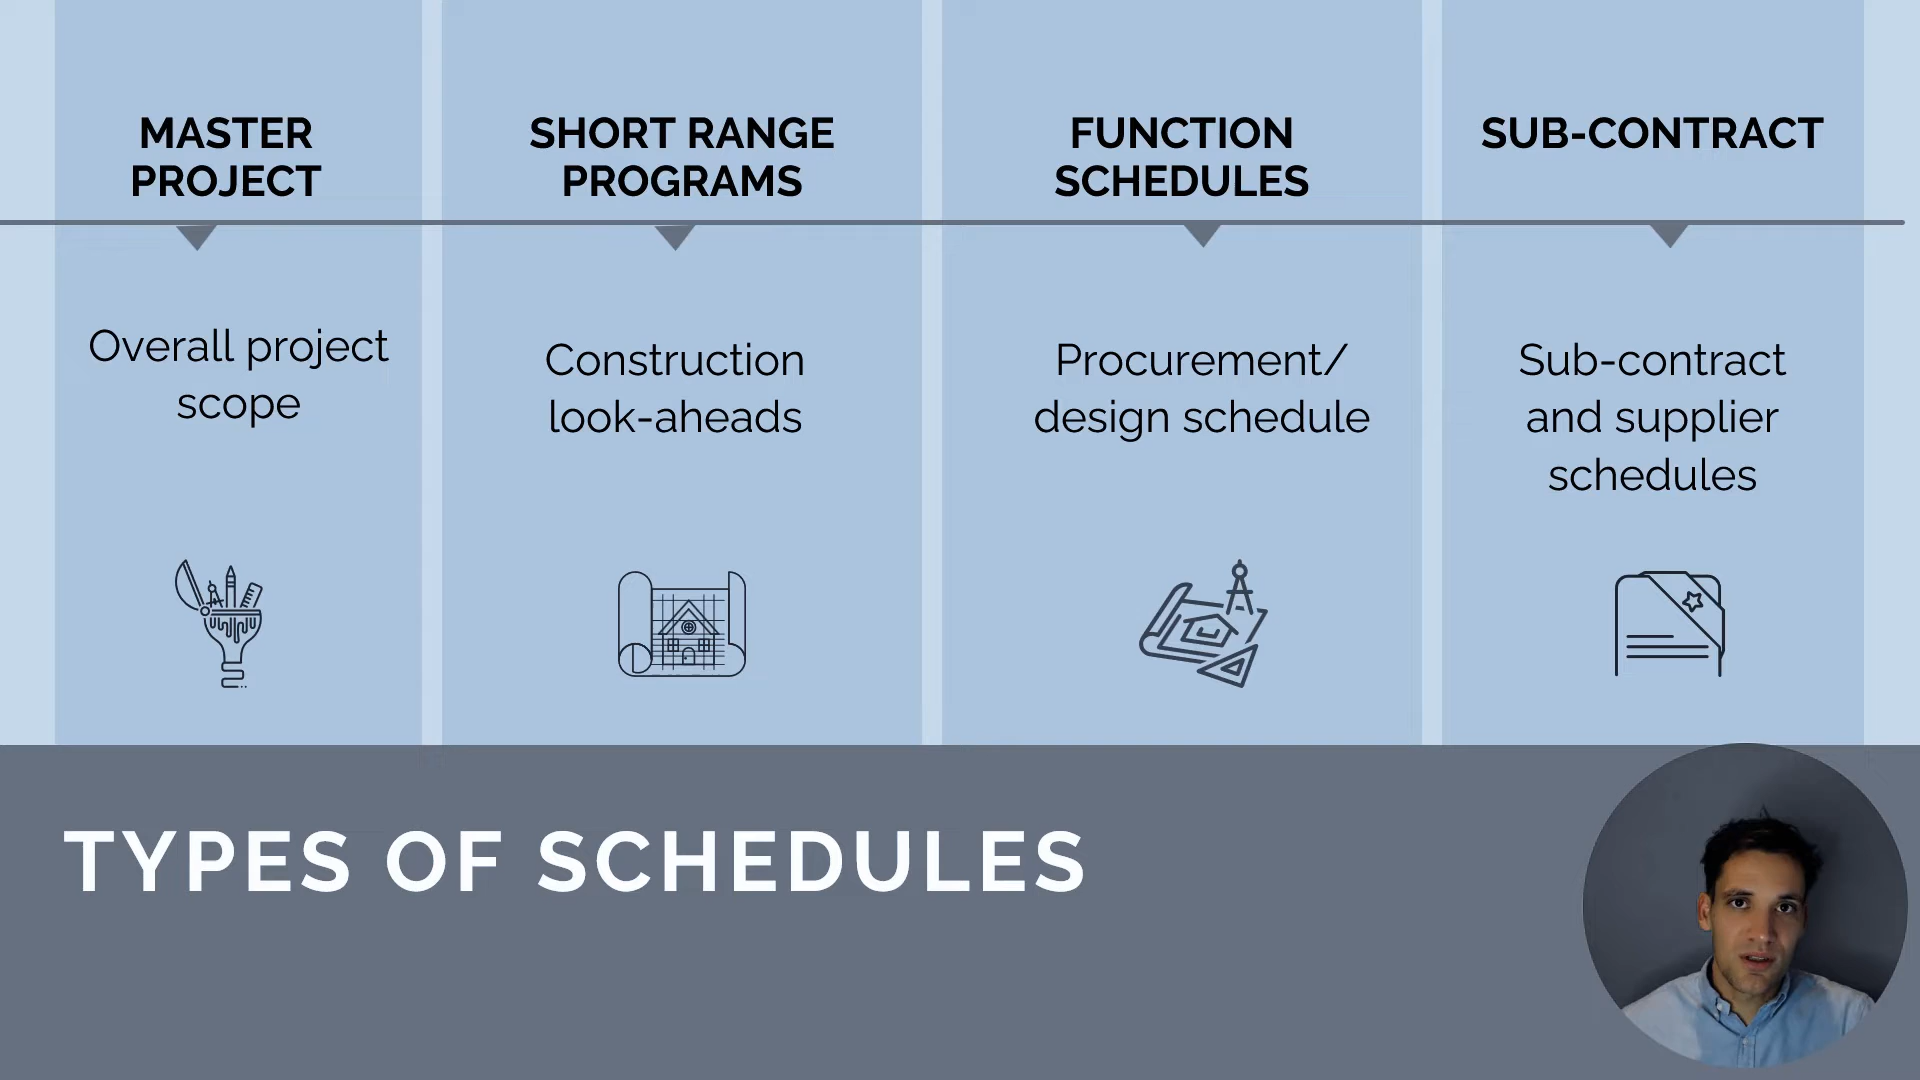 MASTER
PROJECT
Overall project
scope
SHORT RANGE
PROGRAMS
Construction
look-aheads
FUNCTION
SCHEDULES
Procurement/
design schedule
SUB-CONTRACT
Sub-contract
and supplier
schedules
TYPES OF SCHEDULES